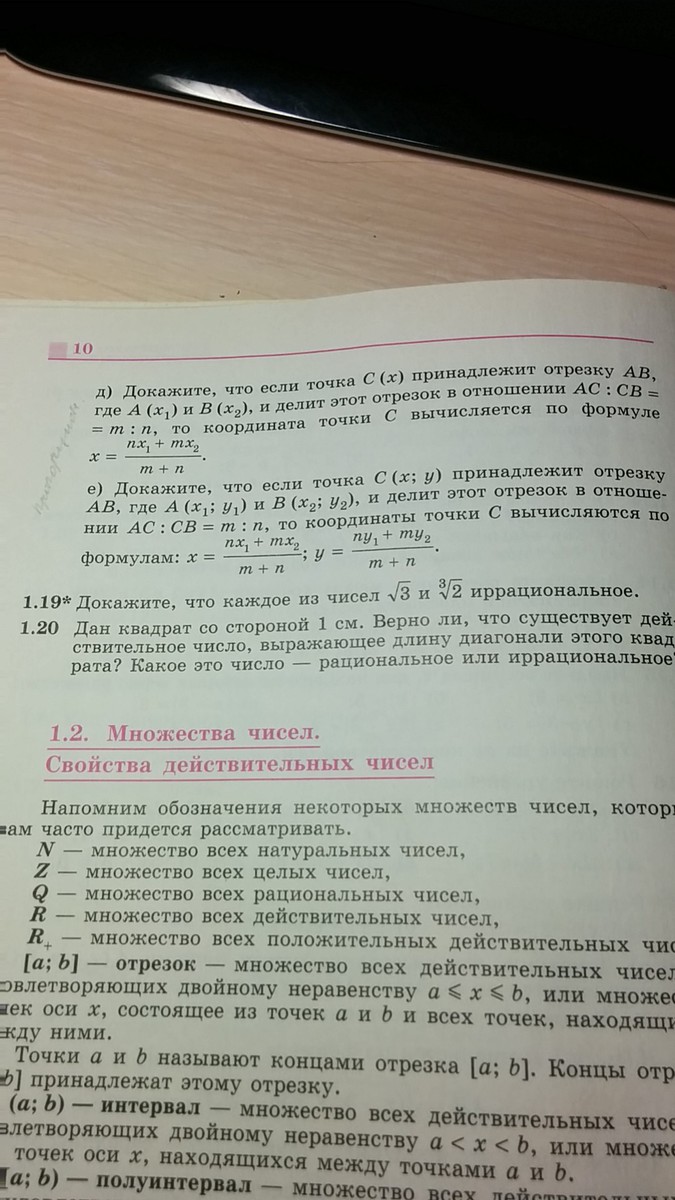 10
д) Докажите, что если точка C (x) принадлежит отрезку AB,
где A (x₁) и B (x₂), и делит этот отрезок в отношении AC : CB =
= m : n, то координата точки C вычисляется по формуле
x = (nx₁ + mx₂)/(m + n).
е) Докажите, что если точка C (x; y) принадлежит отрезку
AB, где A (x₁; y₁) и B (x₂; y₂), и делит этот отрезок в отноше-
нии AC : CB = m : n, то координаты точки C вычисляются по
формулам: x = (nx₁ + mx₂)/(m + n); y = (ny₁ + my₂)/(m + n).
1.19* Докажите, что каждое из чисел √3 и ∛2 иррациональное.
1.20 Дан квадрат со стороной 1 см. Верно ли, что существует дей-
ствительное число, выражающее длину диагонали этого квад
рата? Какое это число — рациональное или иррациональное?
1.2. Множества чисел.
Свойства действительных чисел
Напомним обозначения некоторых множеств чисел, котор
ам часто придется рассматривать.
N — множество всех натуральных чисел,
Z — множество всех целых чисел,
Q — множество всех рациональных чисел,
R — множество всех действительных чисел,
R₊ — множество всех положительных действительных чис
[a; b] — отрезок — множество всех действительных чисел
овлетворяющих двойному неравенству a ⩽ x ⩽ b, или множес
чек оси x, состоящее из точек a и b и всех точек, находящи
жду ними.
Точки a и b называют концами отрезка [a; b]. Концы отр
b] принадлежат этому отрезку.
(a; b) — интервал — множество всех действительных чисе
влетворяющих двойному неравенству a < x < b, или множе
точек оси x, находящихся между точками a и b.
[a; b) — полуинтервал — множество всех действительных